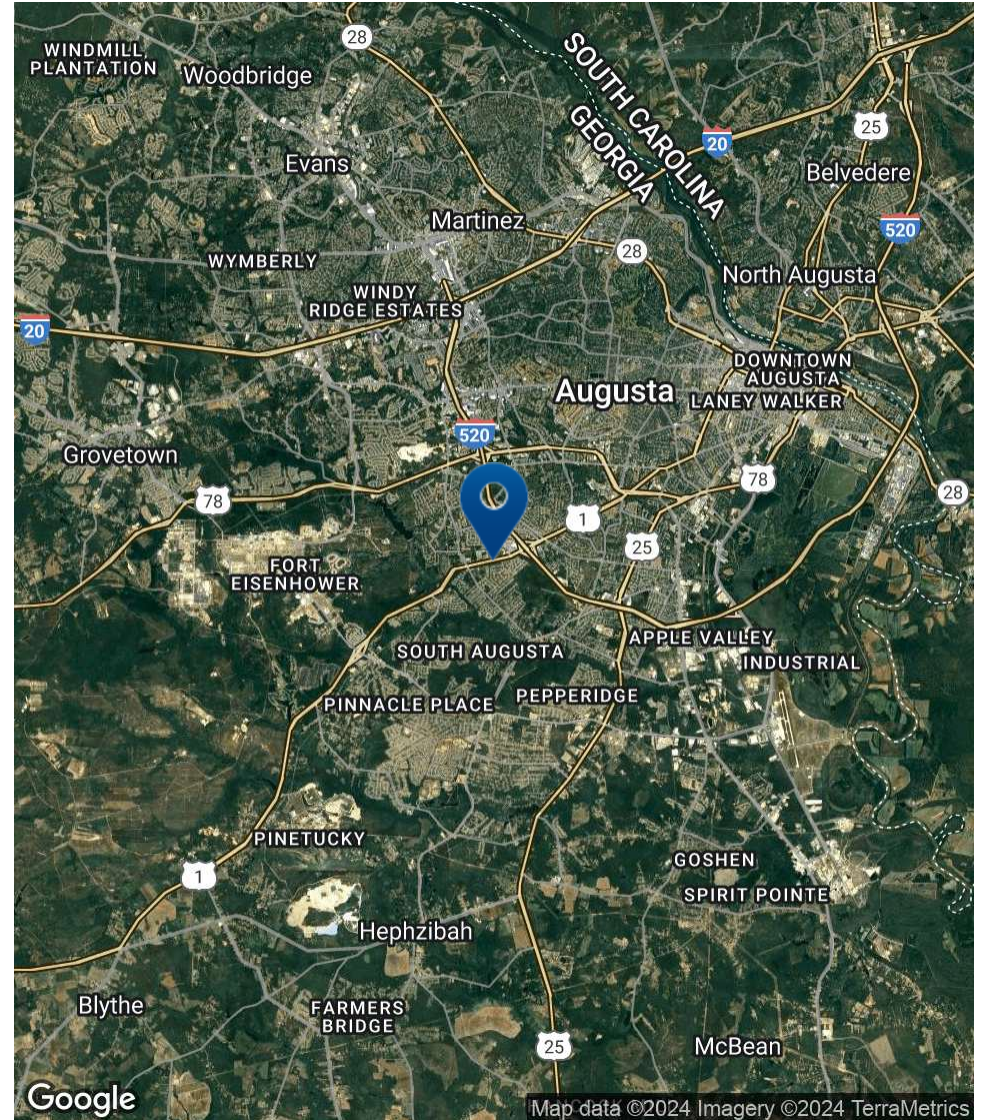 28
WINDMILL
PLANTATION
Woodbridge
SOUTH CAROLINA
GEORGIA
20
25
Evans
Belvedere
Martinez
520
28
WYMBERLY
North Augusta
WINDY
RIDGE ESTATES
20
DOWNTOWN
AUGUSTA
Augusta
LANEY WALKER
520
Grovetown
78
78
28
1
25
FORT
EISENHOWER
APPLE VALLEY
SOUTH AUGUSTA
INDUSTRIAL
PINNACLE PLACE
PEPPERIDGE
PINETUCKY
GOSHEN
1
SPIRIT POINTE
Hephzibah
Blythe
FARMERS
BRIDGE
25
McBean
Google
Map data ©2024 Imagery ©2024 TerraMetrics